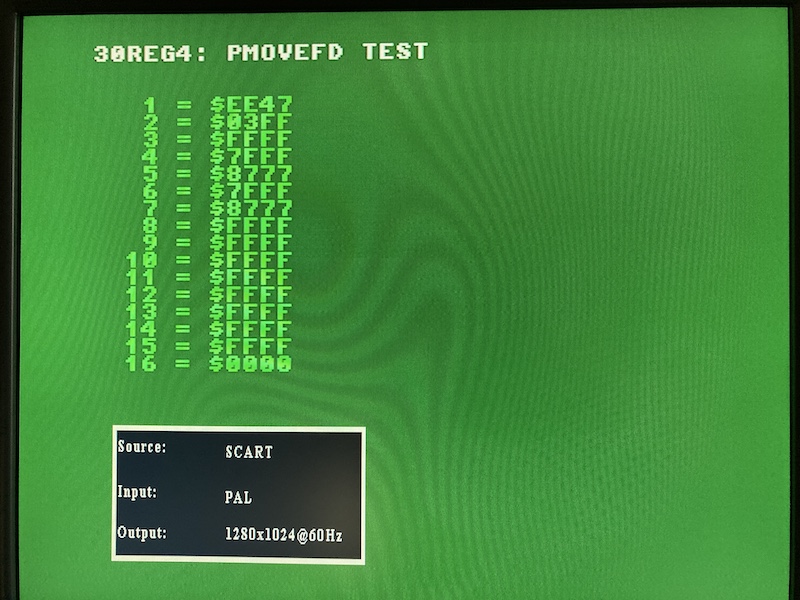 30REG4: PMOVEFD TEST
1 = $EE47
2 = $03FF
3 = $FFFF
4 = $7FFF
5 = $8777
6 = $7FFF
7 = $8777
8 = $FFFF
9 = $FFFF
10 = $FFFF
11 = $FFFF
12 = $FFFF
13 = $FFFF
14 = $FFFF
15 = $FFFF
16 = $0000
Source: SCART
Input: PAL
Output: 1280x1024@60Hz